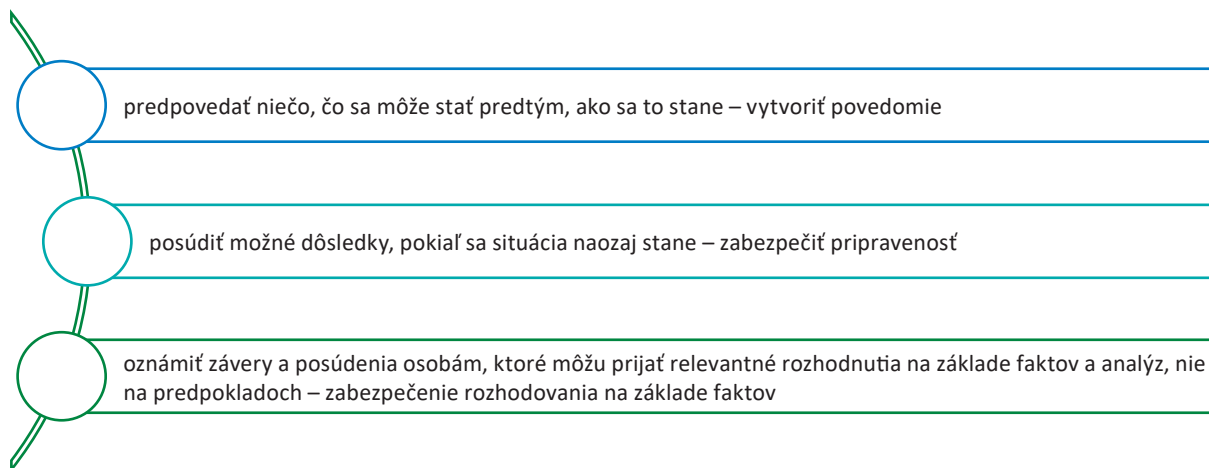 predpovedať niečo, čo sa môže stať predtým, ako sa to stane – vytvoriť povedomie
posúdiť možné dôsledky, pokiaľ sa situácia naozaj stane – zabezpečiť pripravenosť
oznámiť závery a posúdenia osobám, ktoré môžu prijať relevantné rozhodnutia na základe faktov a analýz, nie
na predpokladoch – zabezpečenie rozhodovania na základe faktov